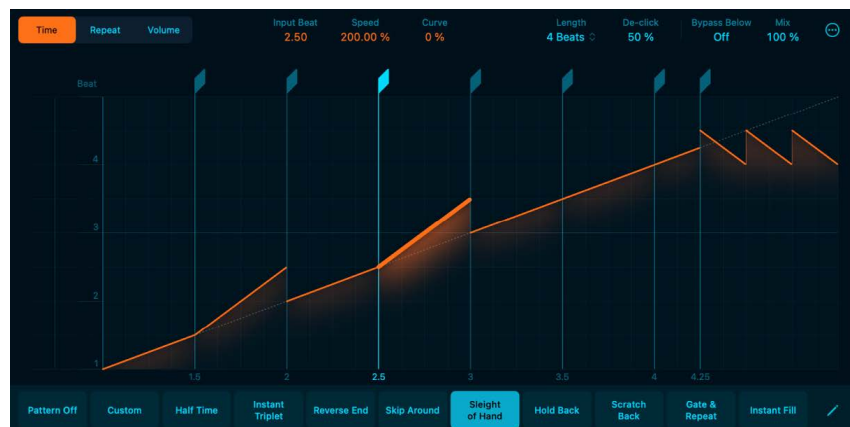 Time Repeat Volume Input Beat Speed Curve Length De-click Bypass Below Mix
2.50 200.00 % 0 % 4 Beats 50 % Off 100 %
Beat
4
3
2
1
1.5 2 2.5 3 3.5 4 4.25
Pattern Off Custom Half Time Instant Triplet Reverse End Skip Around Sleight of Hand Hold Back Scratch Back Gate & Repeat Instant Fill